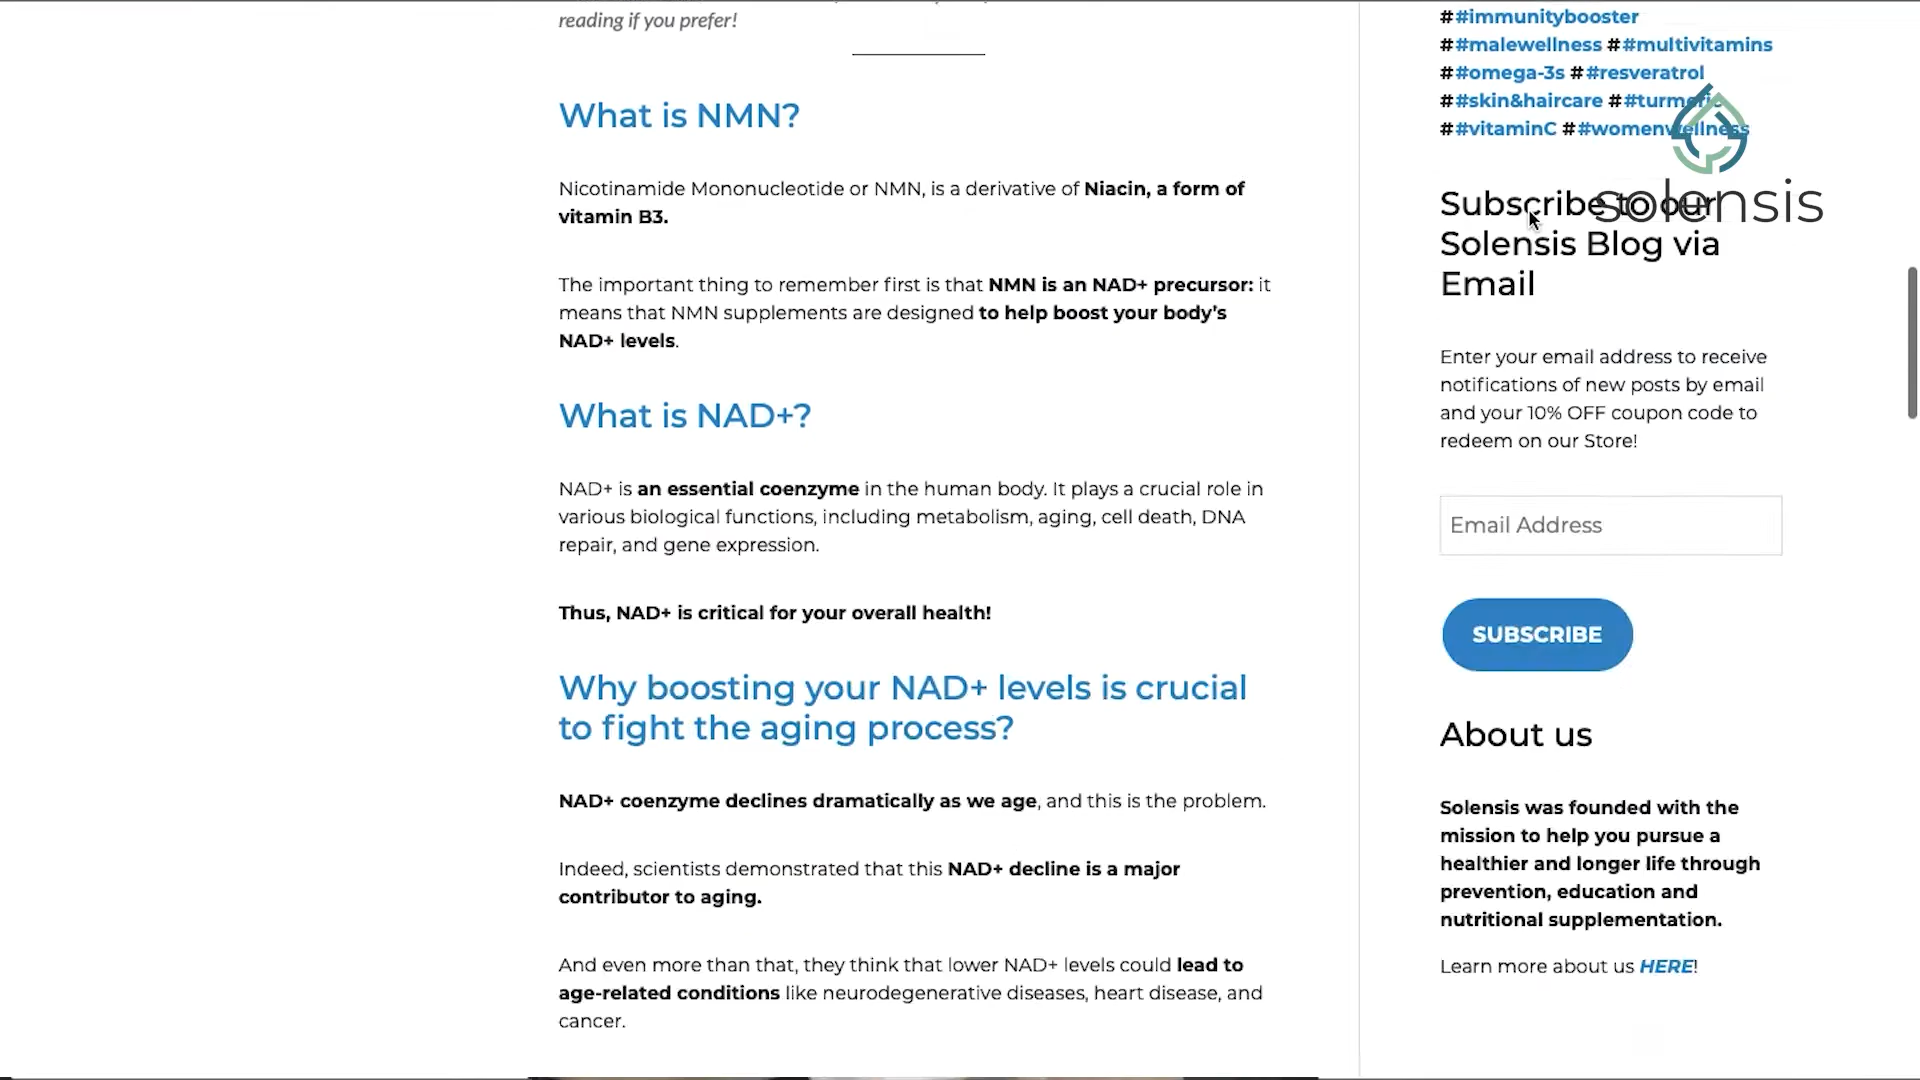 reading if you prefer!
What is NMN?
Nicotinamide Mononucleotide or NMN, is a derivative of Niacin, a form of
vitamin B3.
The important thing to remember first is that NMN is an NAD+ precursor: it
means that NMN supplements are designed to help boost your body’s
NAD+ levels.
What is NAD+?
NAD+ is an essential coenzyme in the human body. It plays a crucial role in
various biological functions, including metabolism, aging, cell death, DNA
repair, and gene expression.
Thus, NAD+ is critical for your overall health!
Why boosting your NAD+ levels is crucial
to fight the aging process?
NAD+ coenzyme declines dramatically as we age, and this is the problem.
Indeed, scientists demonstrated that this NAD+ decline is a major
contributor to aging.
And even more than that, they think that lower NAD+ levels could lead to
age-related conditions like neurodegenerative diseases, heart disease, and
cancer.
##immunitybooster
##malewellness ##multivitamins
##omega-3s ##resveratrol
##skin&haircare ##turmeric
##vitaminC ##womenwellness
solensis
Subscribe to our
Solensis Blog via
Email
Enter your email address to receive
notifications of new posts by email
and your 10% OFF coupon code to
redeem on our Store!
Email Address
SUBSCRIBE
About us
Solensis was founded with the
mission to help you pursue a
healthier and longer life through
prevention, education and
nutritional supplementation.
Learn more about us HERE!